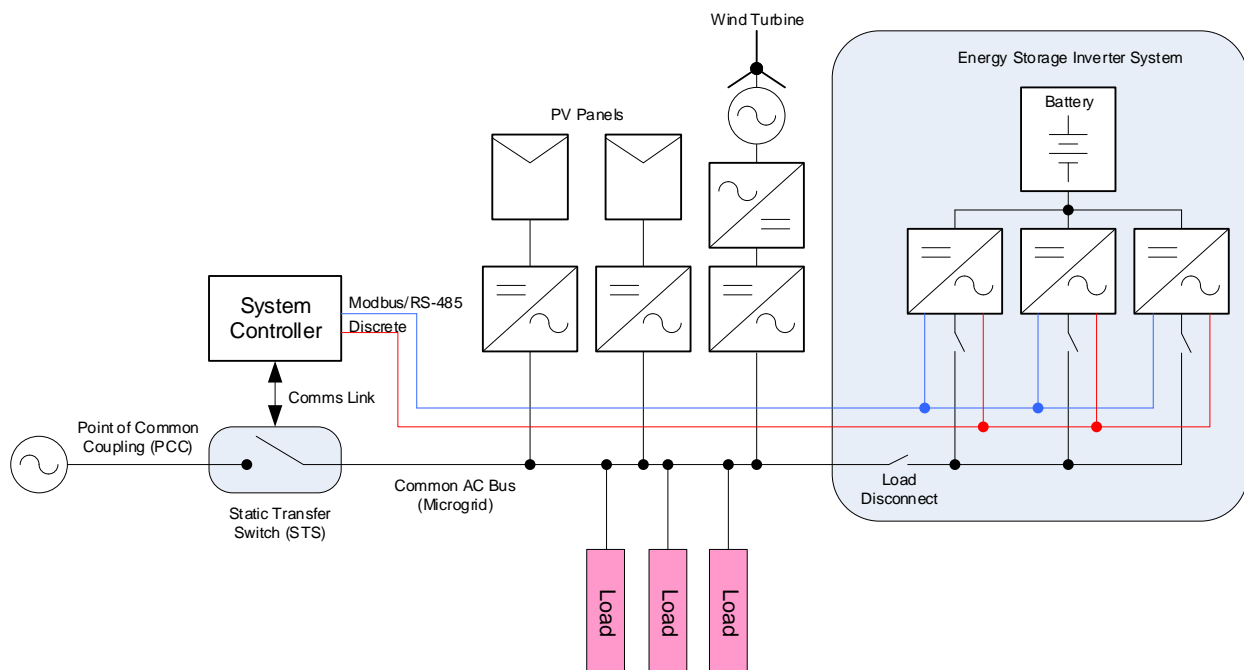 Wind Turbine
Energy Storage Inverter System
Battery
PV Panels
System
Controller
Modbus/RS-485
Discrete
Comms Link
Point of Common
Coupling (PCC)
Static Transfer
Switch (STS)
Common AC Bus
(Microgrid)
Load
Disconnect
Load
Load
Load